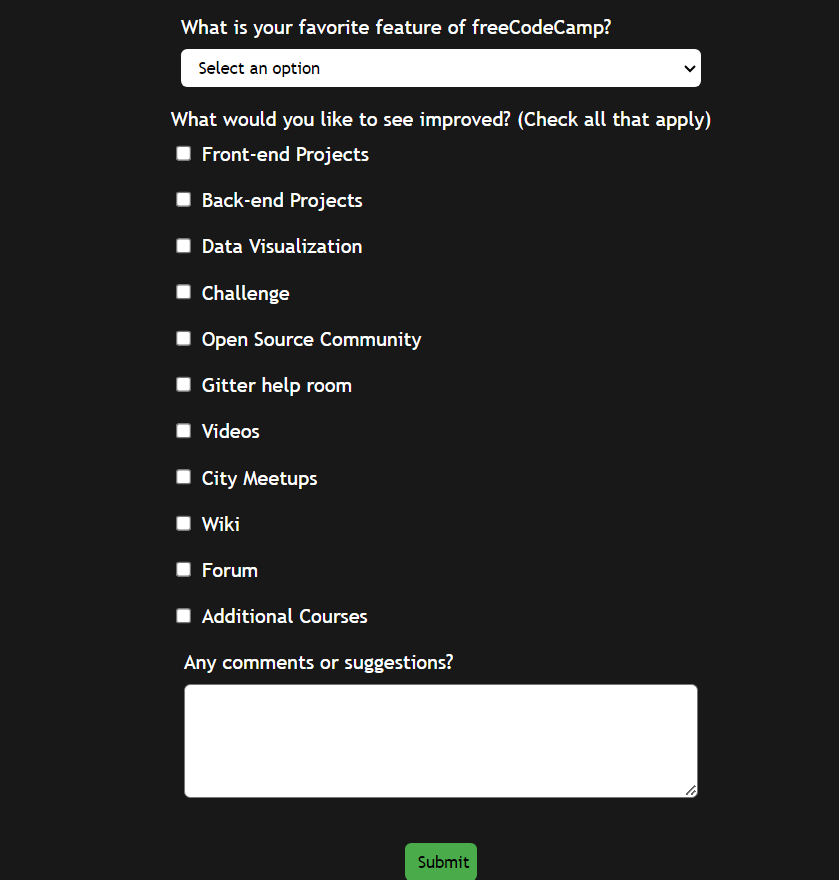 What is your favorite feature of freeCodeCamp?
Select an option
What would you like to see improved? (Check all that apply)
Front-end Projects
Back-end Projects
Data Visualization
Challenge
Open Source Community
Gitter help room
Videos
City Meetups
Wiki
Forum
Additional Courses
Any comments or suggestions?
Submit